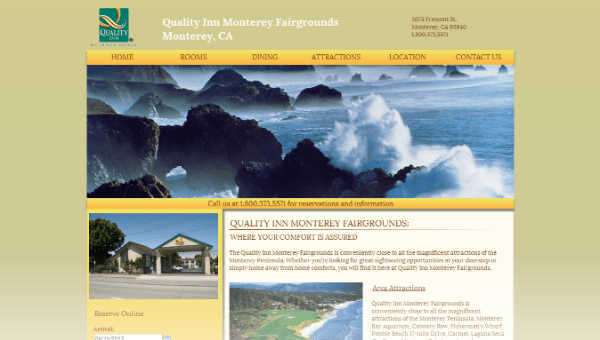 QUALITY
INN
Quality Inn Monterey Fairgrounds
Monterey, CA
2075 Fremont St.
Monterey, CA 93940
1.800.373.5571
HOME ROOMS DINING ATTRACTIONS LOCATION CONTACT US
Call us at 1.800.373.5571 for reservations and information
QUALITY INN MONTEREY FAIRGROUNDS:
WHERE YOUR COMFORT IS ASSURED
The Quality Inn Monterey Fairgrounds is conveniently close to all the magnificent attractions of the
Monterey Peninsula. Whether you're looking for great sightseeing opportunities at your doorstep or
simply home away from home comforts, you will find it here at Quality Inn Monterey Fairgrounds.
Area Attractions
Quality Inn Monterey Fairgrounds is
conveniently close to all the magnificent
attractions of the Monterey Peninsula: Monterey
Bay Aquarium, Cannery Row, Fisherman's Wharf,
Pebble Beach 17-mile Drive, Carmel, Laguna Seca
Reserve Online
Arrival: